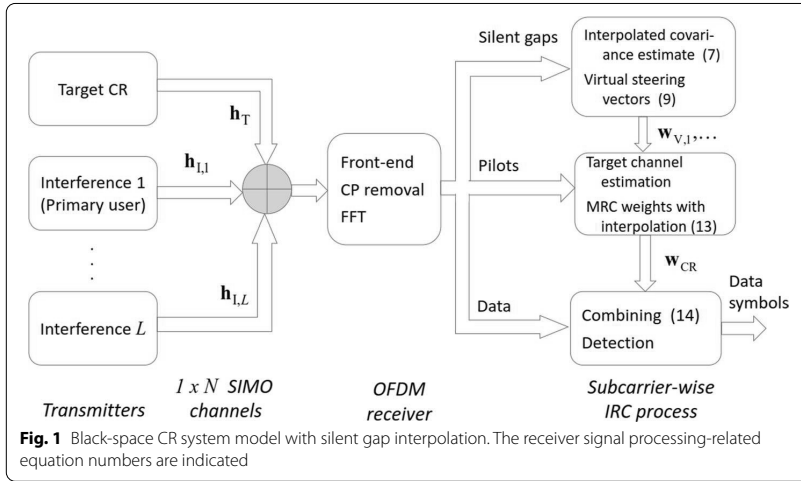 Target CR
Interference 1
(Primary user)
Interference L
h_T
h_I,1
h_I,L
Front-end
CP removal
FFT
Silent gaps
Pilots
Data
Interpolated covari-
ance estimate (7)
Virtual steering
vectors (9)
w_V,1,...
Target channel
estimation
MRC weights with
interpolation (13)
w_CR
Combining (14)
Detection
Data
symbols
Transmitters
1 x N SIMO
channels
OFDM
receiver
Subcarrier-wise
IRC process
Fig. 1 Black-space CR system model with silent gap interpolation. The receiver signal processing-related
equation numbers are indicated